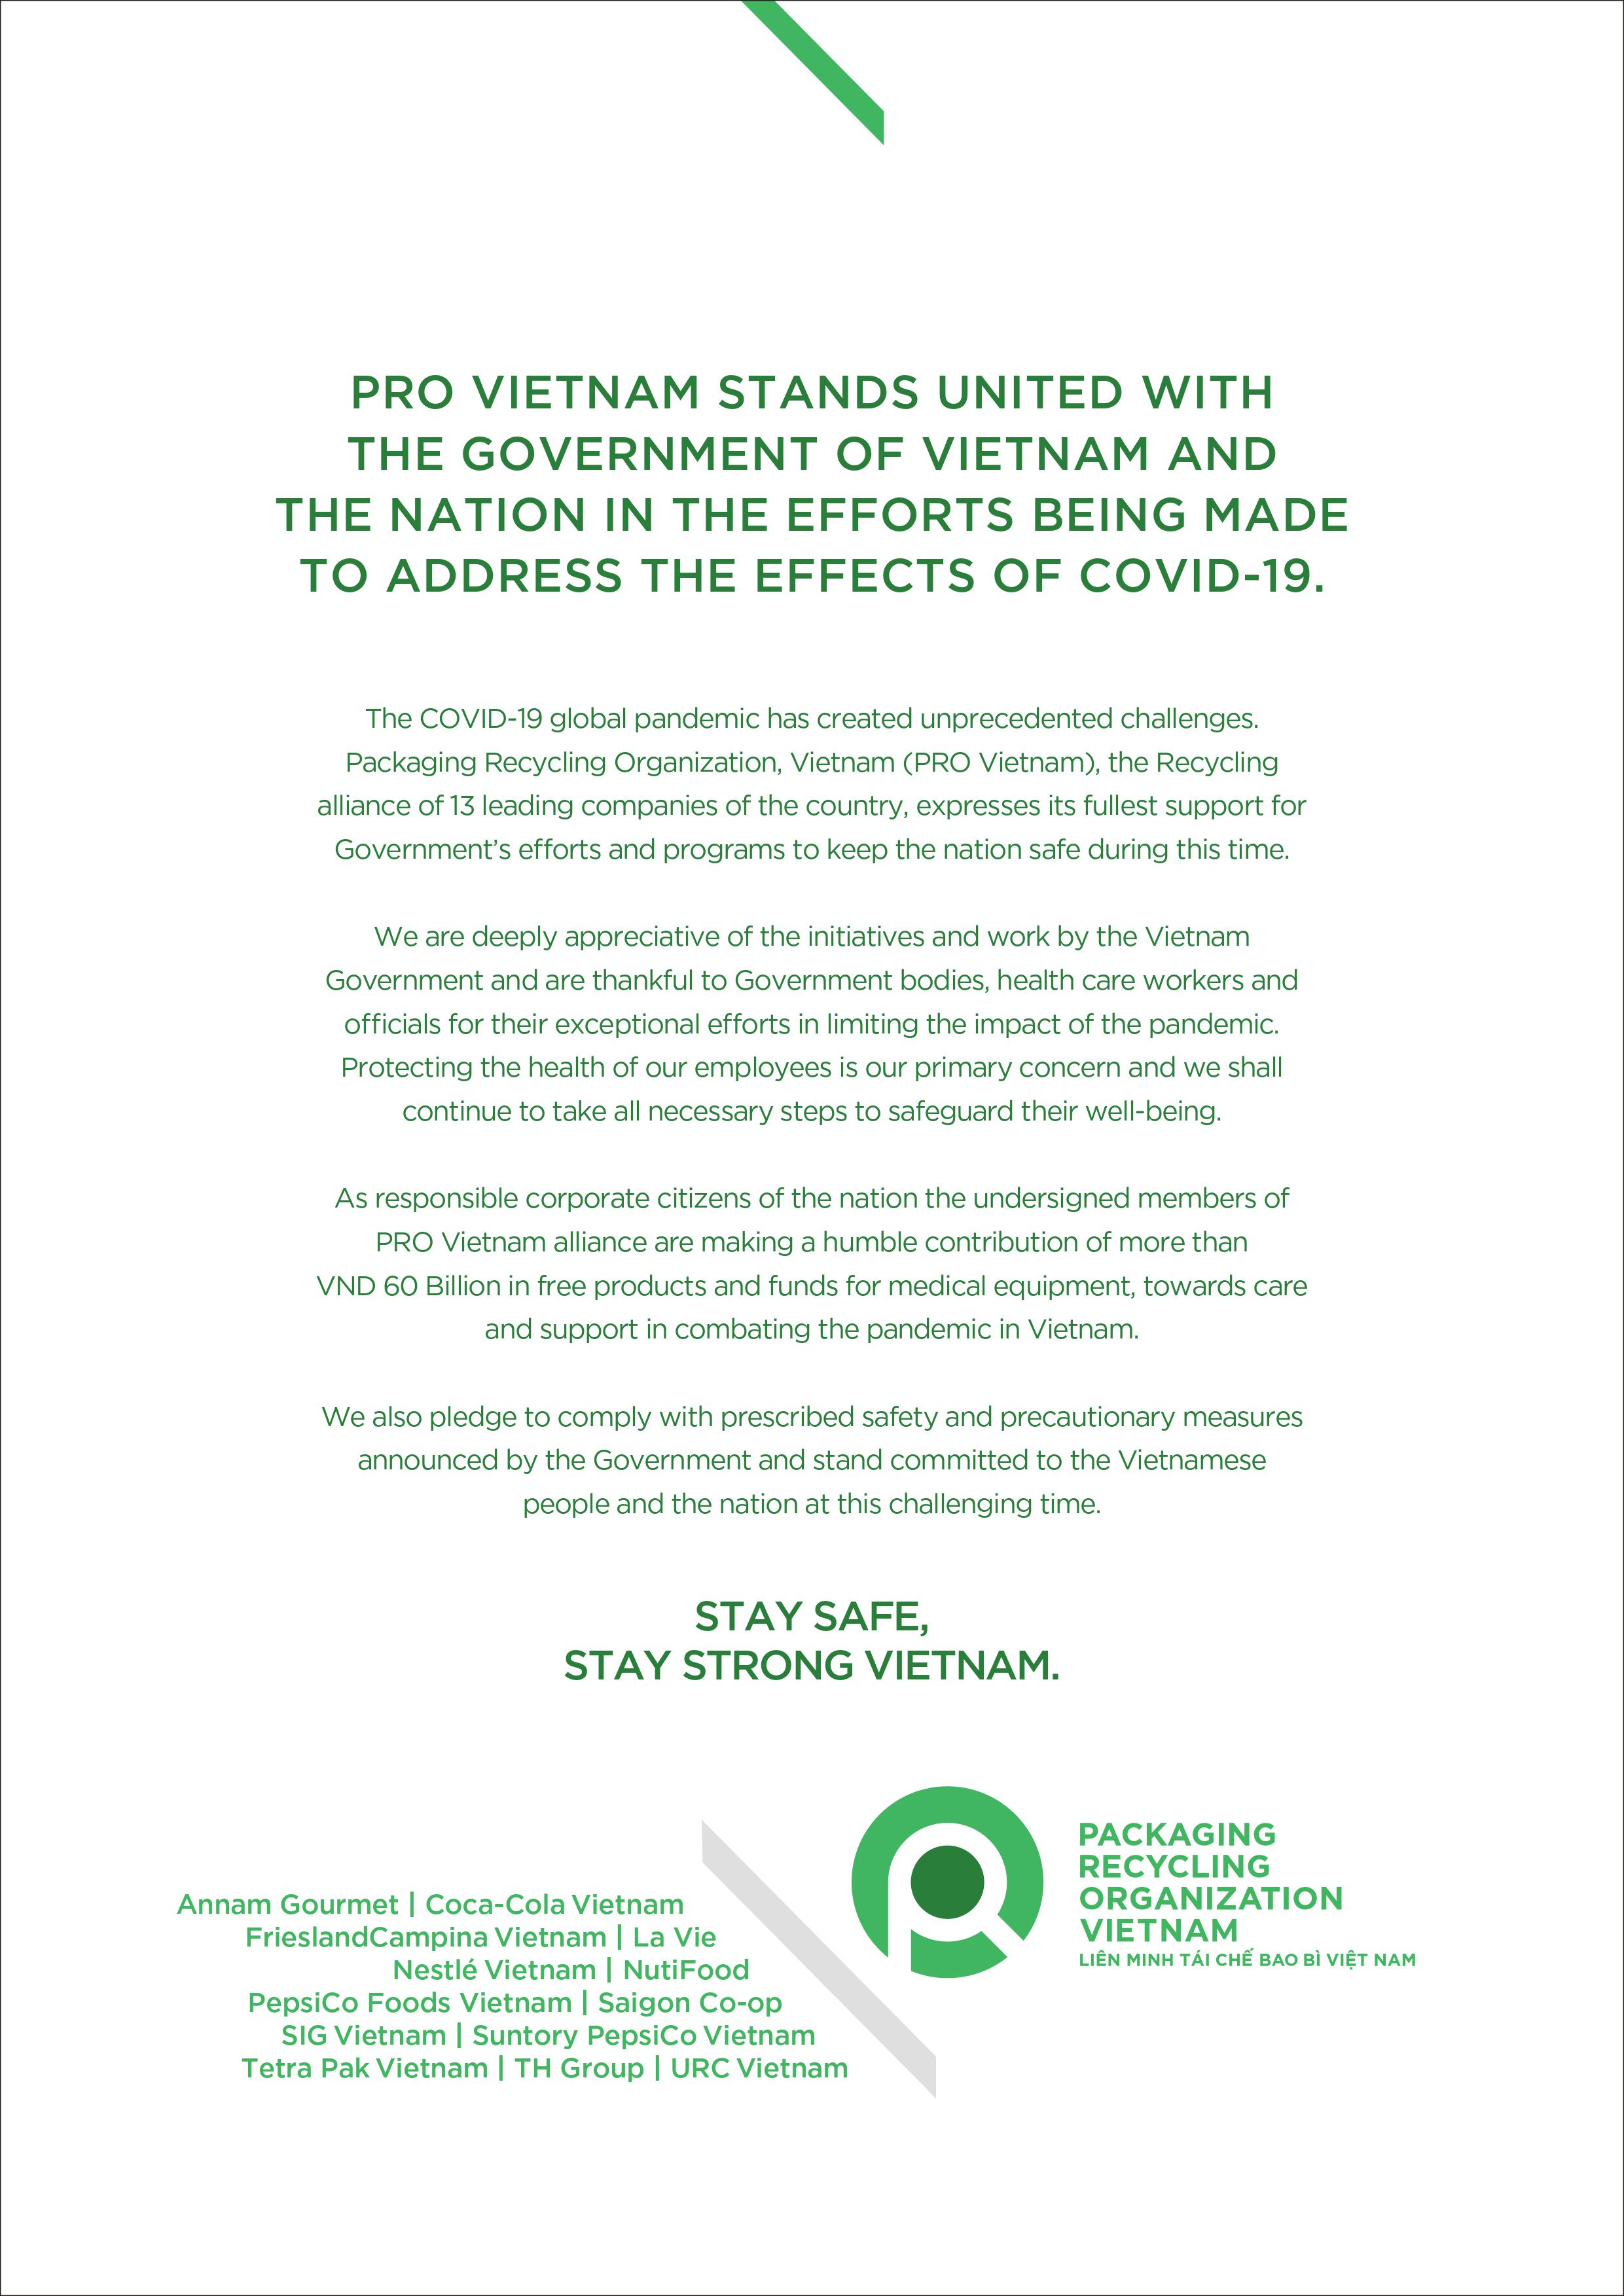 PRO VIETNAM STANDS UNITED WITH
THE GOVERNMENT OF VIETNAM AND
THE NATION IN THE EFFORTS BEING MADE
TO ADDRESS THE EFFECTS OF COVID-19.
The COVID-19 global pandemic has created unprecedented challenges.
Packaging Recycling Organization, Vietnam (PRO Vietnam), the Recycling
alliance of 13 leading companies of the country, expresses its fullest support for
Government’s efforts and programs to keep the nation safe during this time.
We are deeply appreciative of the initiatives and work by the Vietnam
Government and are thankful to Government bodies, health care workers and
officials for their exceptional efforts in limiting the impact of the pandemic.
Protecting the health of our employees is our primary concern and we shall
continue to take all necessary steps to safeguard their well-being.
As responsible corporate citizens of the nation the undersigned members of
PRO Vietnam alliance are making a humble contribution of more than
VND 60 Billion in free products and funds for medical equipment, towards care
and support in combating the pandemic in Vietnam.
We also pledge to comply with prescribed safety and precautionary measures
announced by the Government and stand committed to the Vietnamese
people and the nation at this challenging time.
STAY SAFE,
STAY STRONG VIETNAM.
Annam Gourmet | Coca-Cola Vietnam
FrieslandCampina Vietnam | La Vie
Nestlé Vietnam | NutiFood
PepsiCo Foods Vietnam | Saigon Co-op
SIG Vietnam | Suntory PepsiCo Vietnam
Tetra Pak Vietnam | TH Group | URC Vietnam
PACKAGING
RECYCLING
ORGANIZATION
VIETNAM
LIÊN MINH TÁI CHẾ BAO BÌ VIỆT NAM